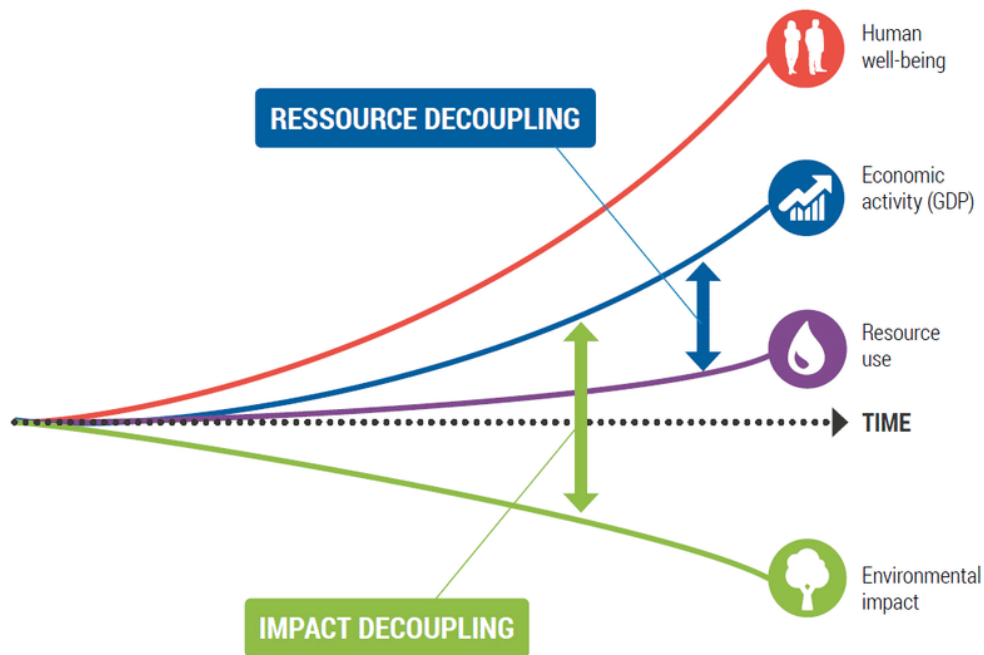 Human
well-being
RESSOURCE DECOUPLING
Economic
activity (GDP)
Resource
use
TIME
Environmental
impact
IMPACT DECOUPLING